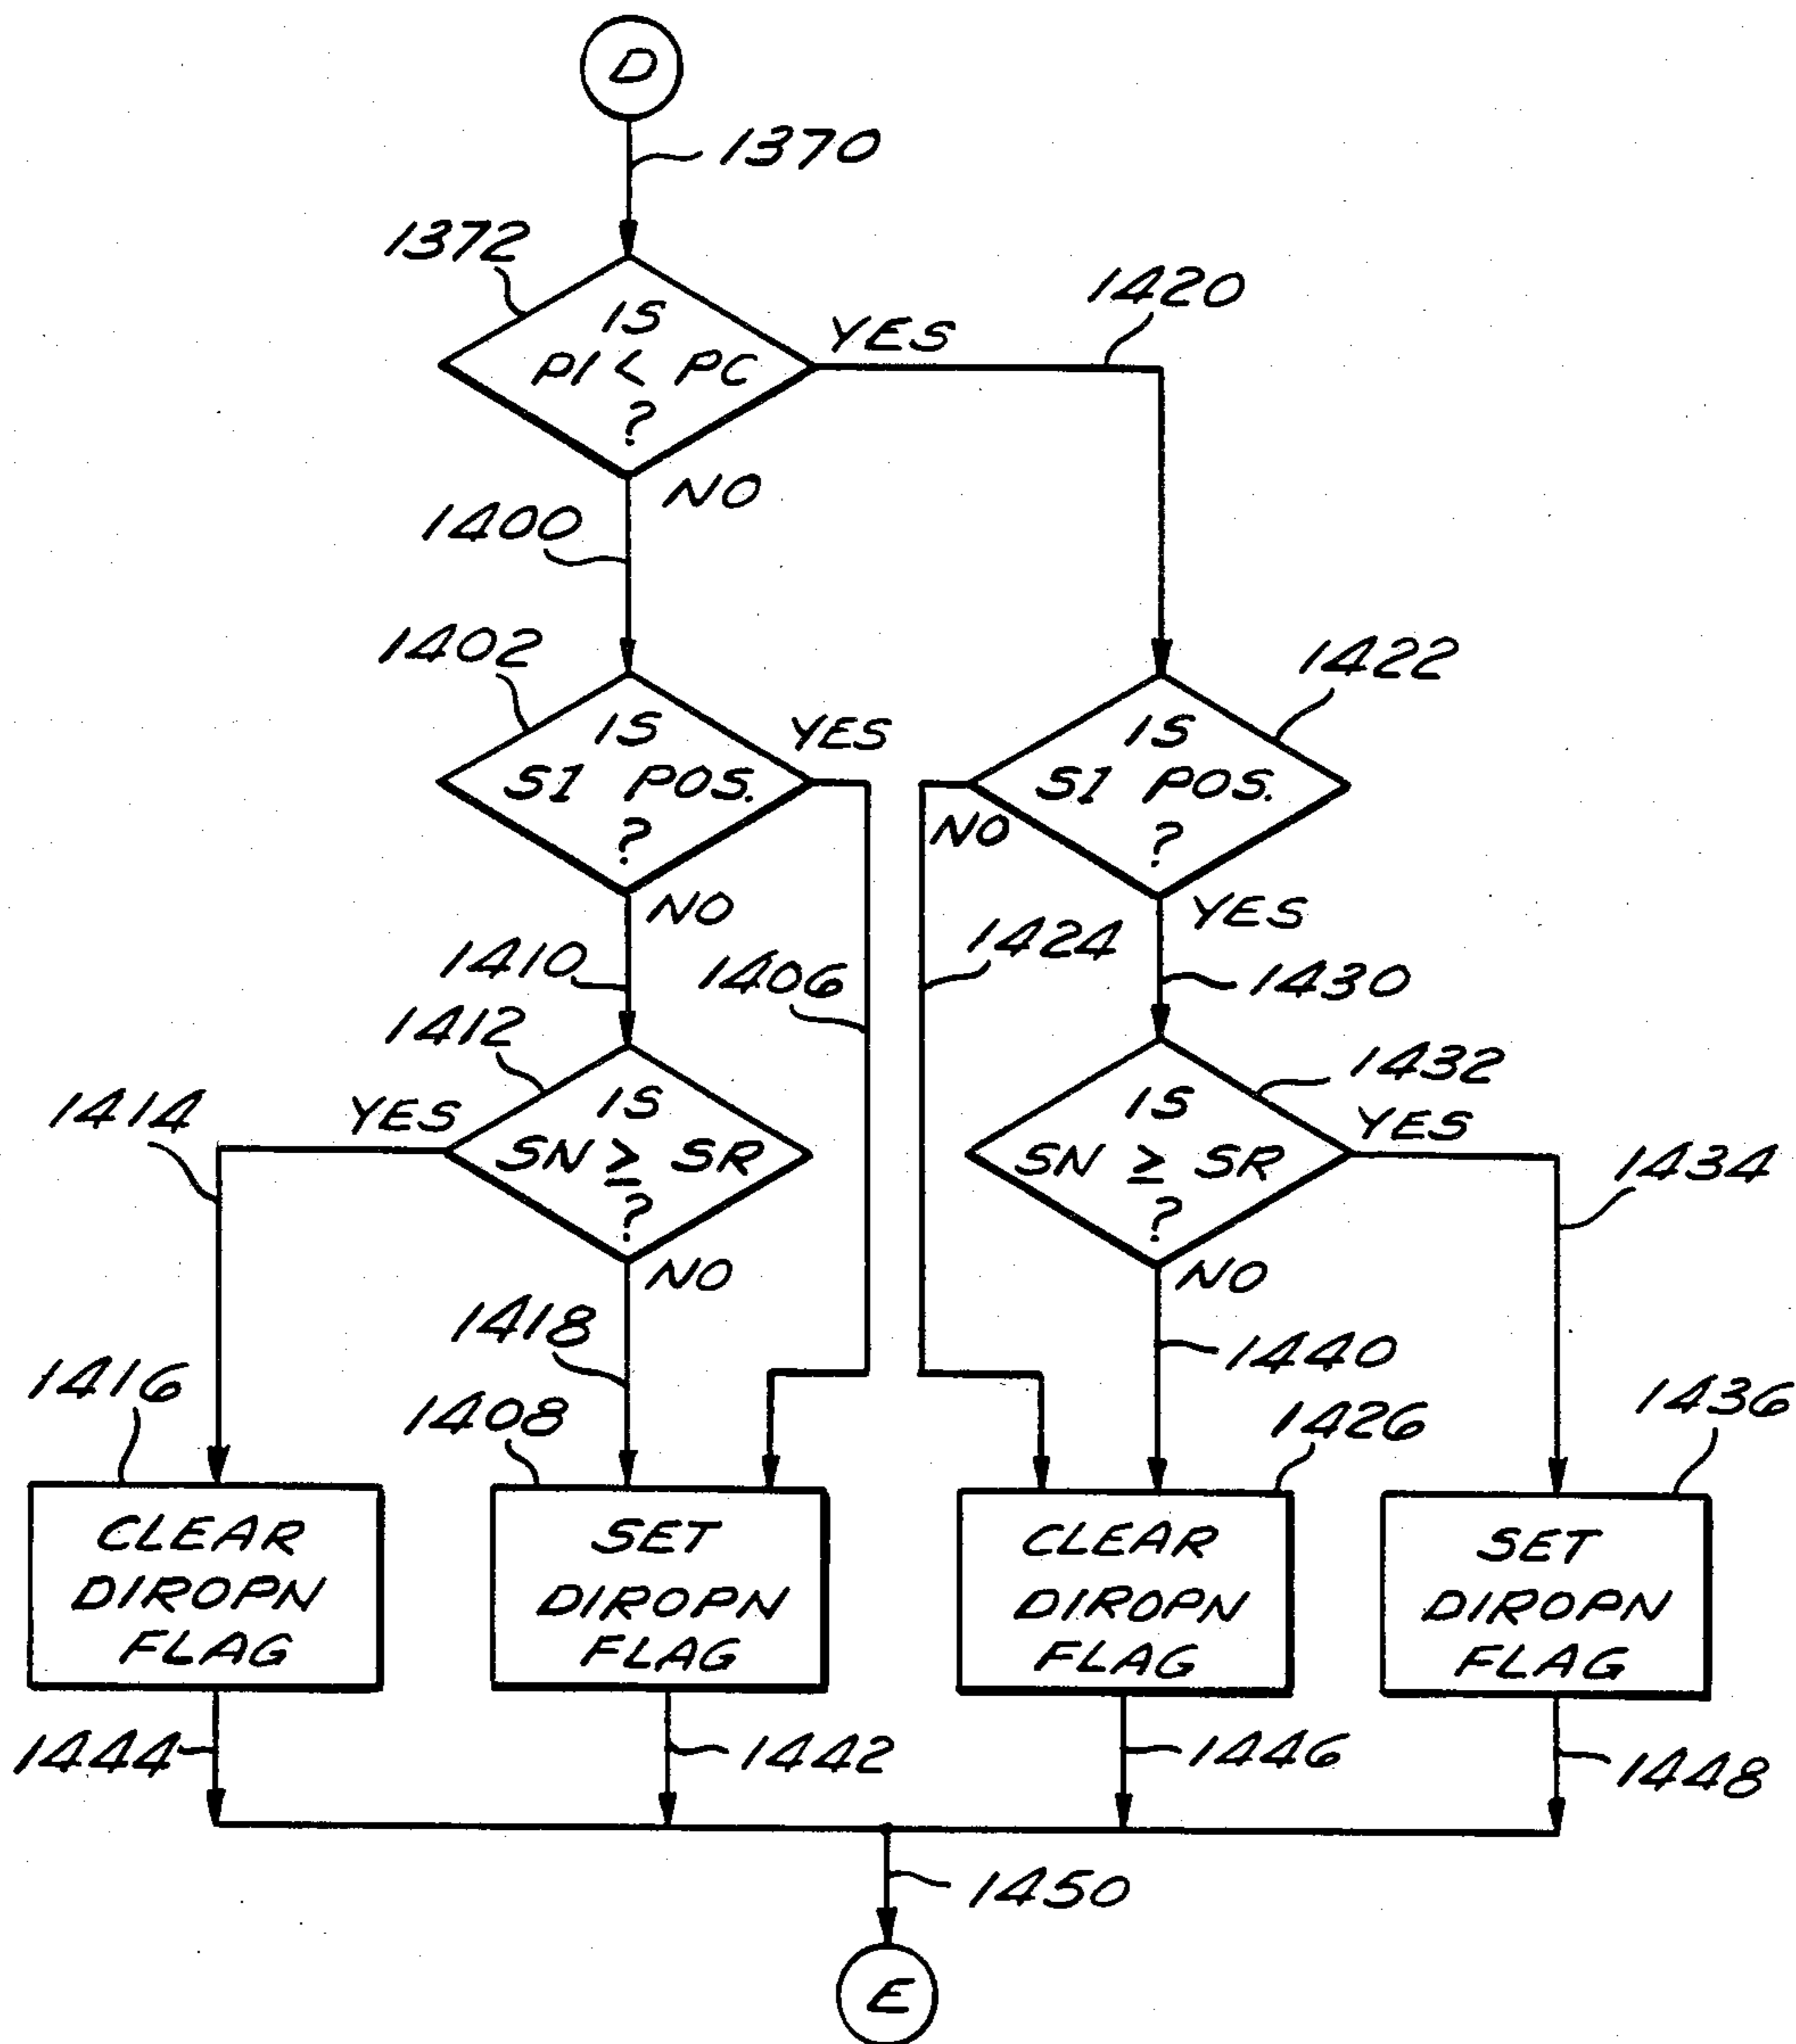 D
1370
1372
1420
IS
PI < PC
?
YES
NO
1400
1402
1422
IS
SI POS.
?
YES
NO
IS
SI POS.
?
NO
YES
1410
1406
1424
1430
1412
1432
1414
YES
IS
SN ≥ SR
?
NO
IS
SN ≥ SR
?
YES
NO
1434
1418
1440
1416
1408
1426
1436
CLEAR
DIROPN
FLAG
SET
DIROPN
FLAG
CLEAR
DIROPN
FLAG
SET
DIROPN
FLAG
1444
1442
1446
1448
1450
E